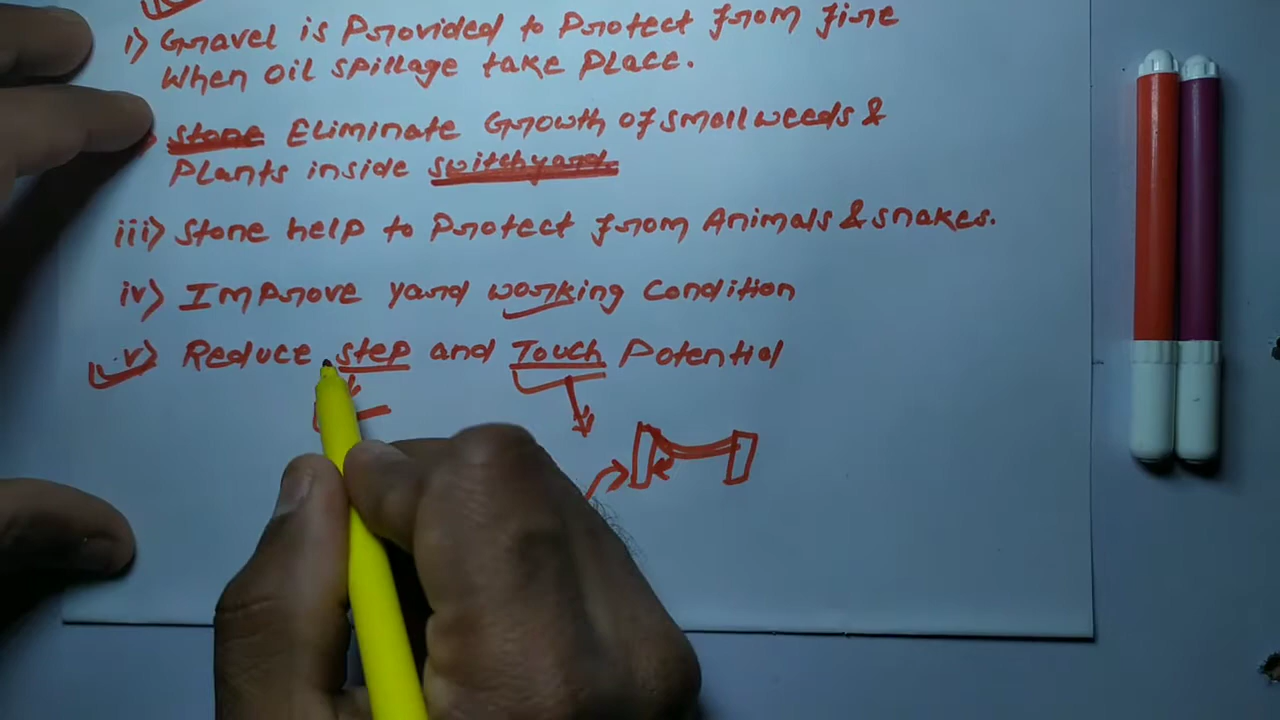 i) Gravel is Provided to Protect from fire
When oil spillage take Place.
Stone Eliminate Growth of small weeds &
Plants inside switchyard.
iii) Stone help to Protect from Animals & snakes.
iv) Improve yard working Condition
v) Reduce step and Touch Potential